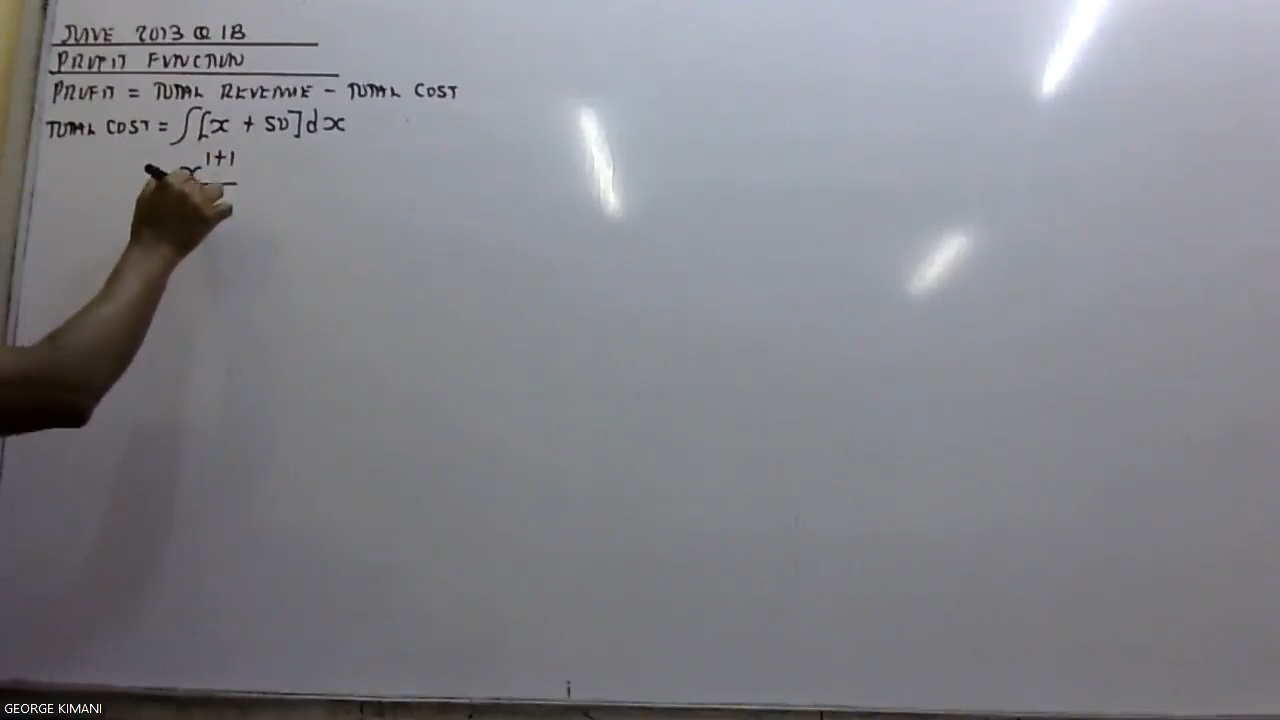 JUNE 2013 Q 1B
PROFIT FUNCTION
PROFIT = TOTAL REVENUE - TOTAL COST
TOTAL COST = ∫[x + 50]dx
x^{1+1}
GEORGE KIMANI